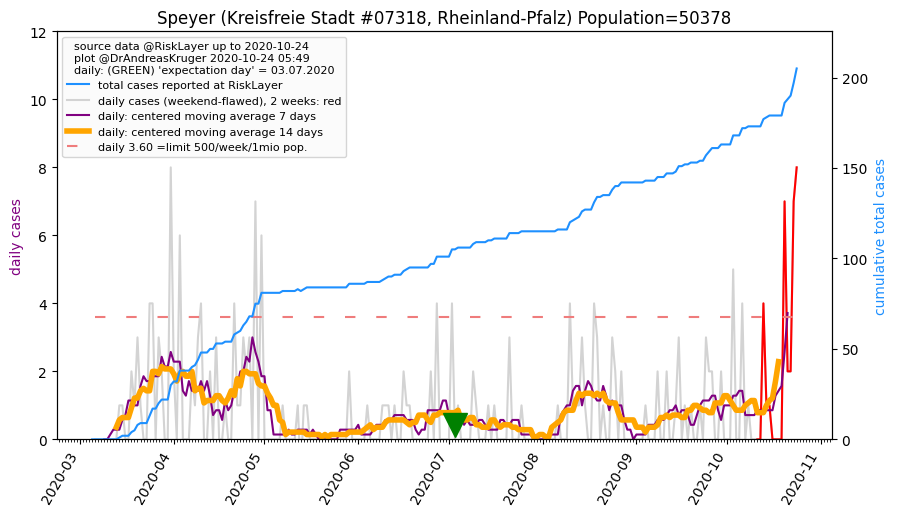 Speyer (Kreisfreie Stadt #07318, Rheinland-Pfalz) Population=50378
source data @RiskLayer up to 2020-10-24
plot @DrAndreasKruger 2020-10-24 05:49
daily: (GREEN) 'expectation day' = 03.07.2020
total cases reported at RiskLayer
daily cases (weekend-flawed), 2 weeks: red
daily: centered moving average 7 days
daily: centered moving average 14 days
daily 3.60 =limit 500/week/1mio pop.
daily cases
12
10
8
6
4
2
0
cumulative total cases
200
150
100
50
0
2020-03
2020-04
2020-05
2020-06
2020-07
2020-08
2020-09
2020-10
2020-11